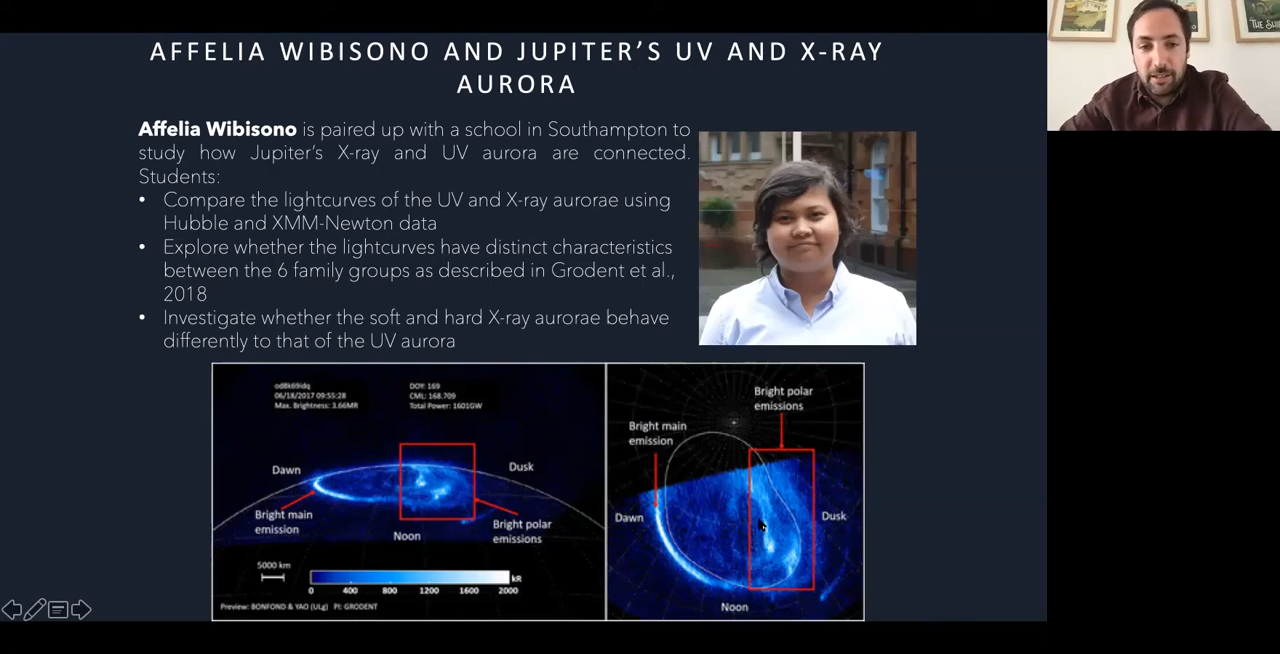 AFFELIA WIBISONO AND JUPITER'S UV AND X-RAY
AURORA
Affelia Wibisono is paired up with a school in Southampton to
study how Jupiter's X-ray and UV aurora are connected.
Students:
• Compare the lightcurves of the UV and X-ray aurorae using
Hubble and XMM-Newton data
• Explore whether the lightcurves have distinct characteristics
between the 6 family groups as described in Grodent et al.,
2018
• Investigate whether the soft and hard X-ray aurorae behave
differently to that of the UV aurora
od8k69idq
06/18/2017 09:55:28
Max. Brightness: 3.66MR
DOY: 169
CML: 168.709
Total Power: 1601GW
Dawn
Dusk
Bright main
emission
Noon
Bright polar
emissions
5000 km
kR
0 400 800 1200 1600 2000
Preview: BONFOND & YAO (ULg) PI: GRODENT
Bright polar
emissions
Bright main
emission
Dawn
Dusk
Noon